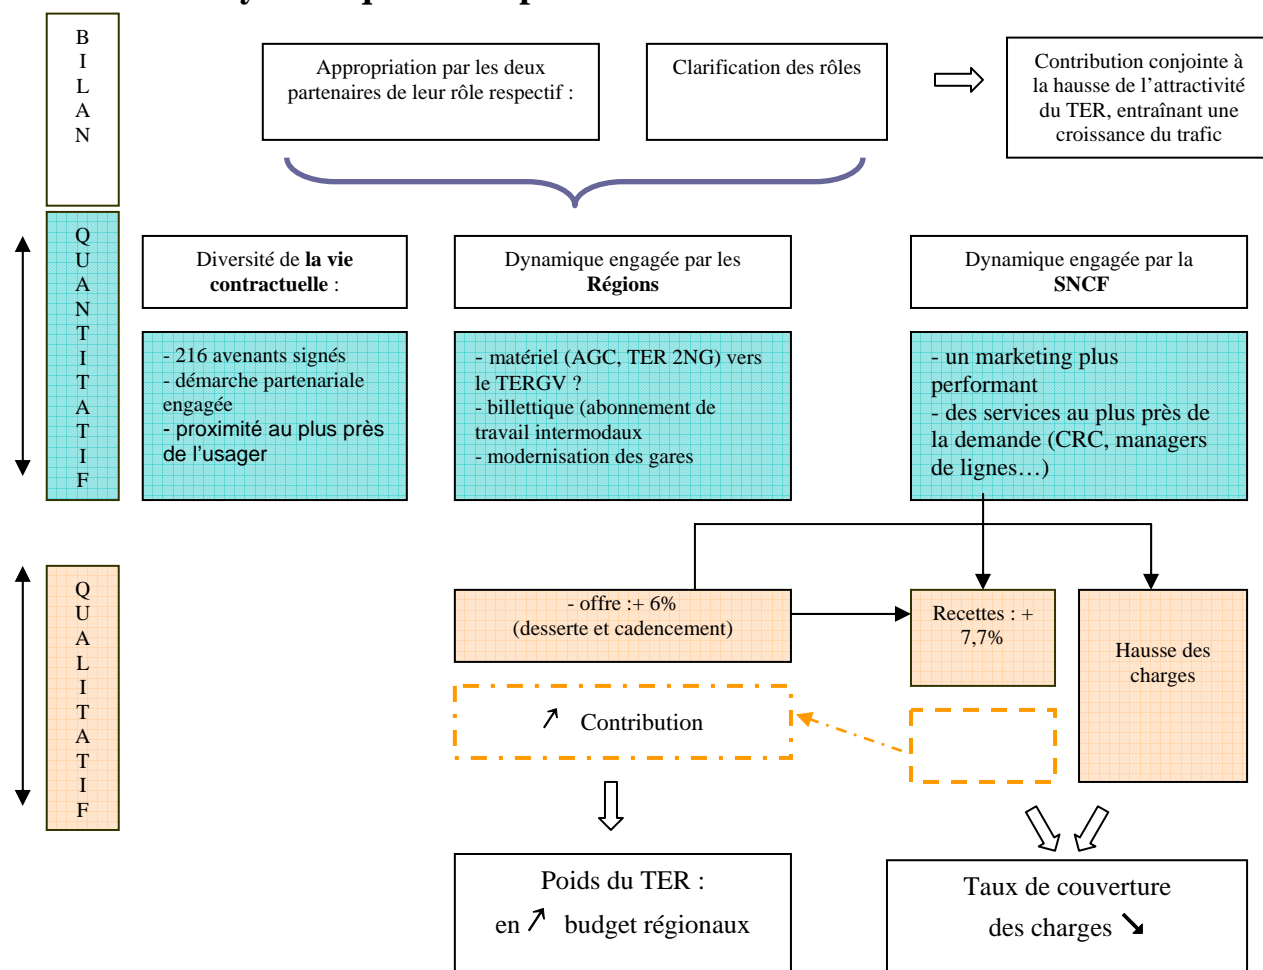 B
I
L
A
N
Appropriation par les deux
partenaires de leur rôle respectif :
Clarification des rôles
Contribution conjointe à
la hausse de l’attractivité
du TER, entraînant une
croissance du trafic
Q
U
A
N
T
I
T
A
T
I
F
Diversité de la vie
contractuelle :
Dynamique engagée par les
Régions
Dynamique engagée par la
SNCF
- 216 avenants signés
- démarche partenariale
engagée
- proximité au plus près
de l’usager
- matériel (AGC, TER 2NG) vers
le TERGV ?
- billettique (abonnement de
travail intermodaux
- modernisation des gares
- un marketing plus
performant
- des services au plus près de
la demande (CRC, managers
de lignes…)
Q
U
A
L
I
T
A
T
I
F
- offre :+ 6%
(desserte et cadencement)
Recettes : +
7,7%
Hausse des
charges
↗ Contribution
Poids du TER :
en ↗ budget régionaux
Taux de couverture
des charges ↘